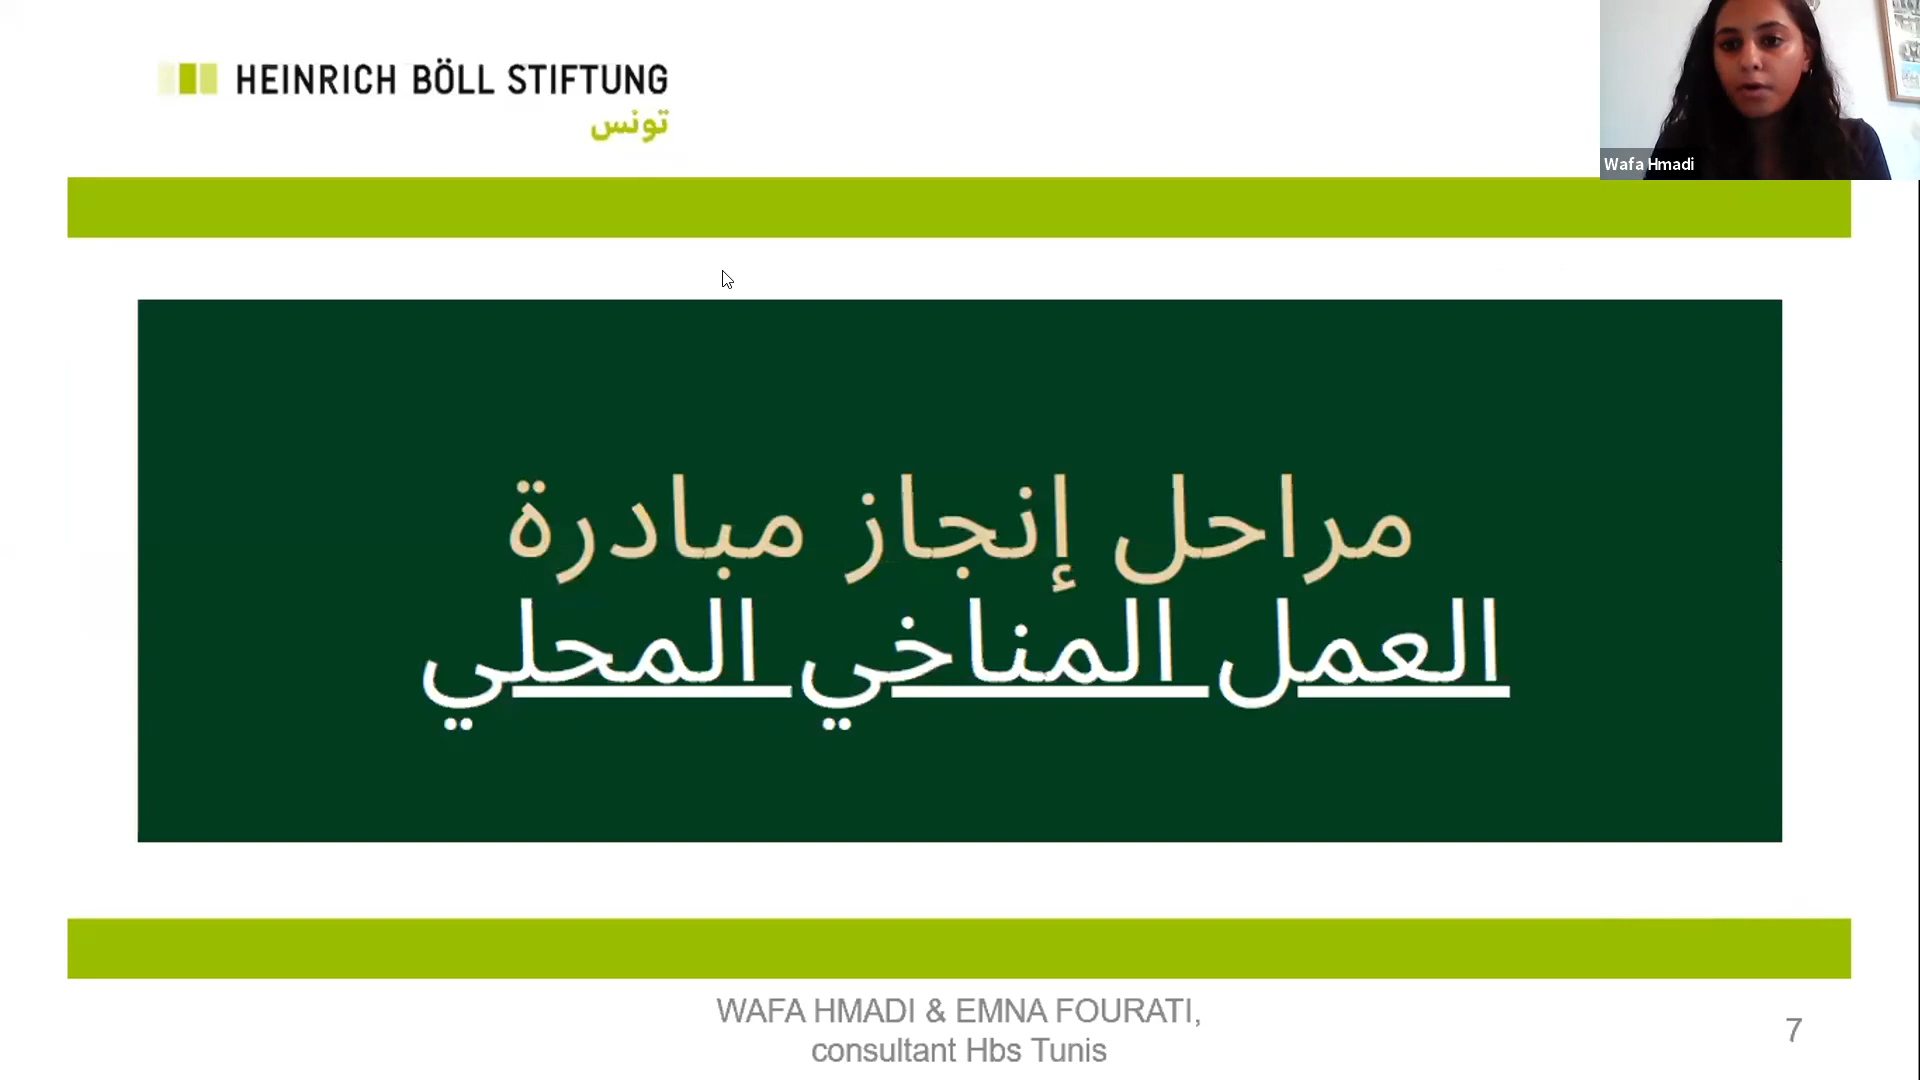 HEINRICH BÖLL STIFTUNG
تونس
Wafa Hmadi
مراحل إنجاز مبادرة
العمل المناخي المحلي
WAFA HMADI & EMNA FOURATI,
consultant Hbs Tunis
7